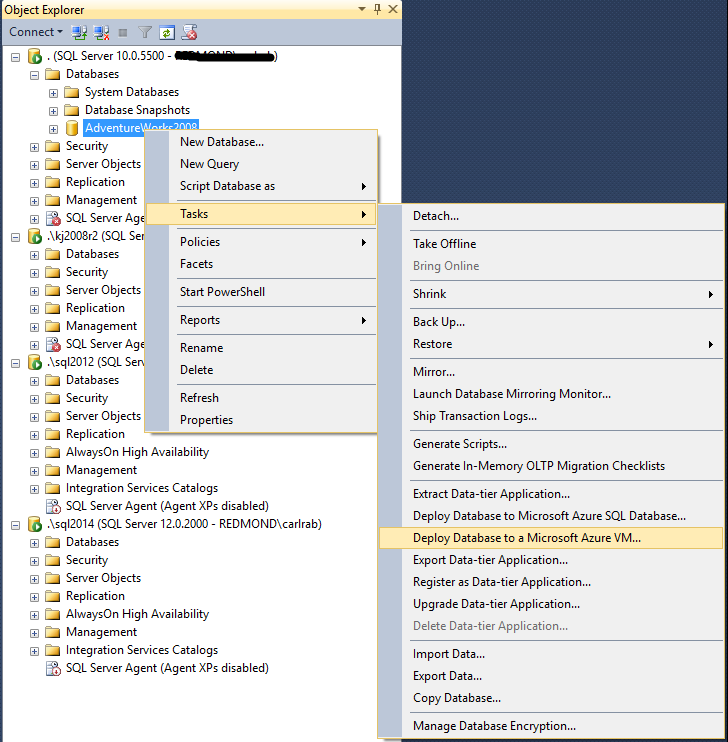 Object Explorer
Connect
. (SQL Server 10.0.5500 - )
Databases
System Databases
Database Snapshots
AdventureWorks2008
Security
Server Objects
Replication
Management
SQL Server Age
.\kj2008r2 (SQL Ser
Databases
Security
Server Objects
Replication
Management
SQL Server Age
.\sql2012 (SQL Serv
Databases
Security
Server Objects
Replication
AlwaysOn High Availability
Management
Integration Services Catalogs
SQL Server Agent (Agent XPs disabled)
.\sql2014 (SQL Server 12.0.2000 - REDMOND\carlrab)
Databases
Security
Server Objects
Replication
AlwaysOn High Availability
Management
Integration Services Catalogs
SQL Server Agent (Agent XPs disabled)
New Database...
New Query
Script Database as
Tasks
Policies
Facets
Start PowerShell
Reports
Rename
Delete
Refresh
Properties
Detach...
Take Offline
Bring Online
Shrink
Back Up...
Restore
Mirror...
Launch Database Mirroring Monitor...
Ship Transaction Logs...
Generate Scripts...
Generate In-Memory OLTP Migration Checklists
Extract Data-tier Application...
Deploy Database to Microsoft Azure SQL Database...
Deploy Database to a Microsoft Azure VM...
Export Data-tier Application...
Register as Data-tier Application...
Upgrade Data-tier Application...
Delete Data-tier Application...
Import Data...
Export Data...
Copy Database...
Manage Database Encryption...